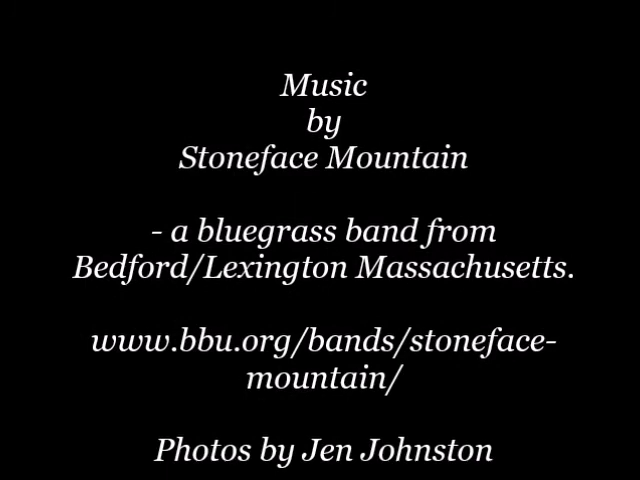 Music
by
Stoneface Mountain
- a bluegrass band from
Bedford/Lexington Massachusetts.
www.bbu.org/bands/stoneface-
mountain/
Photos by Jen Johnston